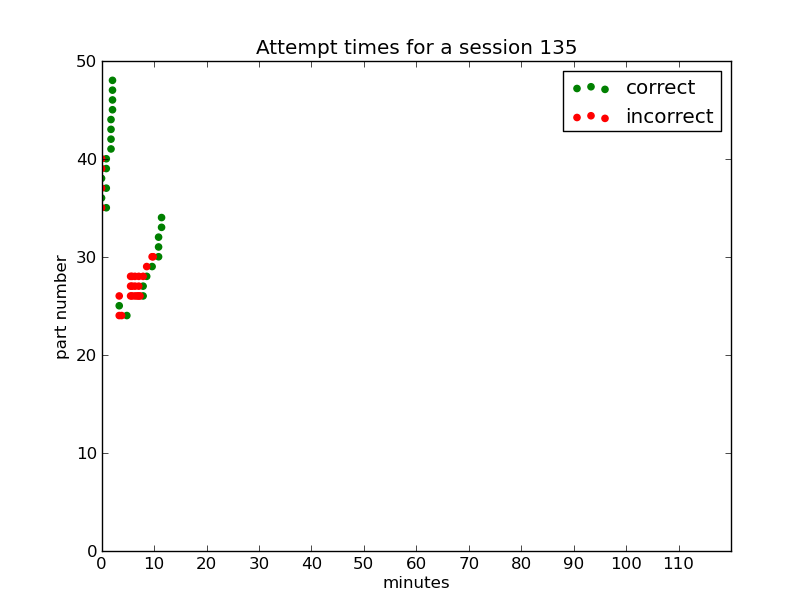 Attempt times for a session 135
correct
incorrect
part number
50
40
30
20
10
0
0 10 20 30 40 50 60 70 80 90 100 110
minutes